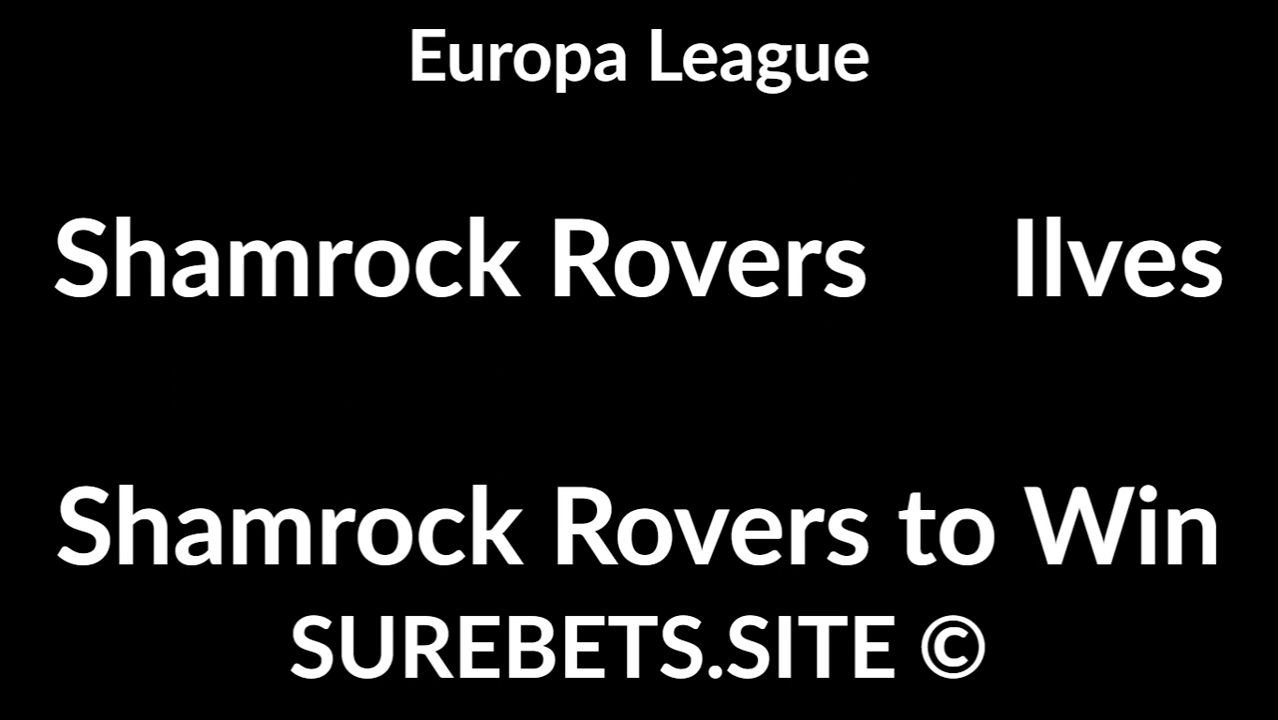 Europa League
Shamrock Rovers Ilves
Shamrock Rovers to Win
SUREBETS.SITE ©